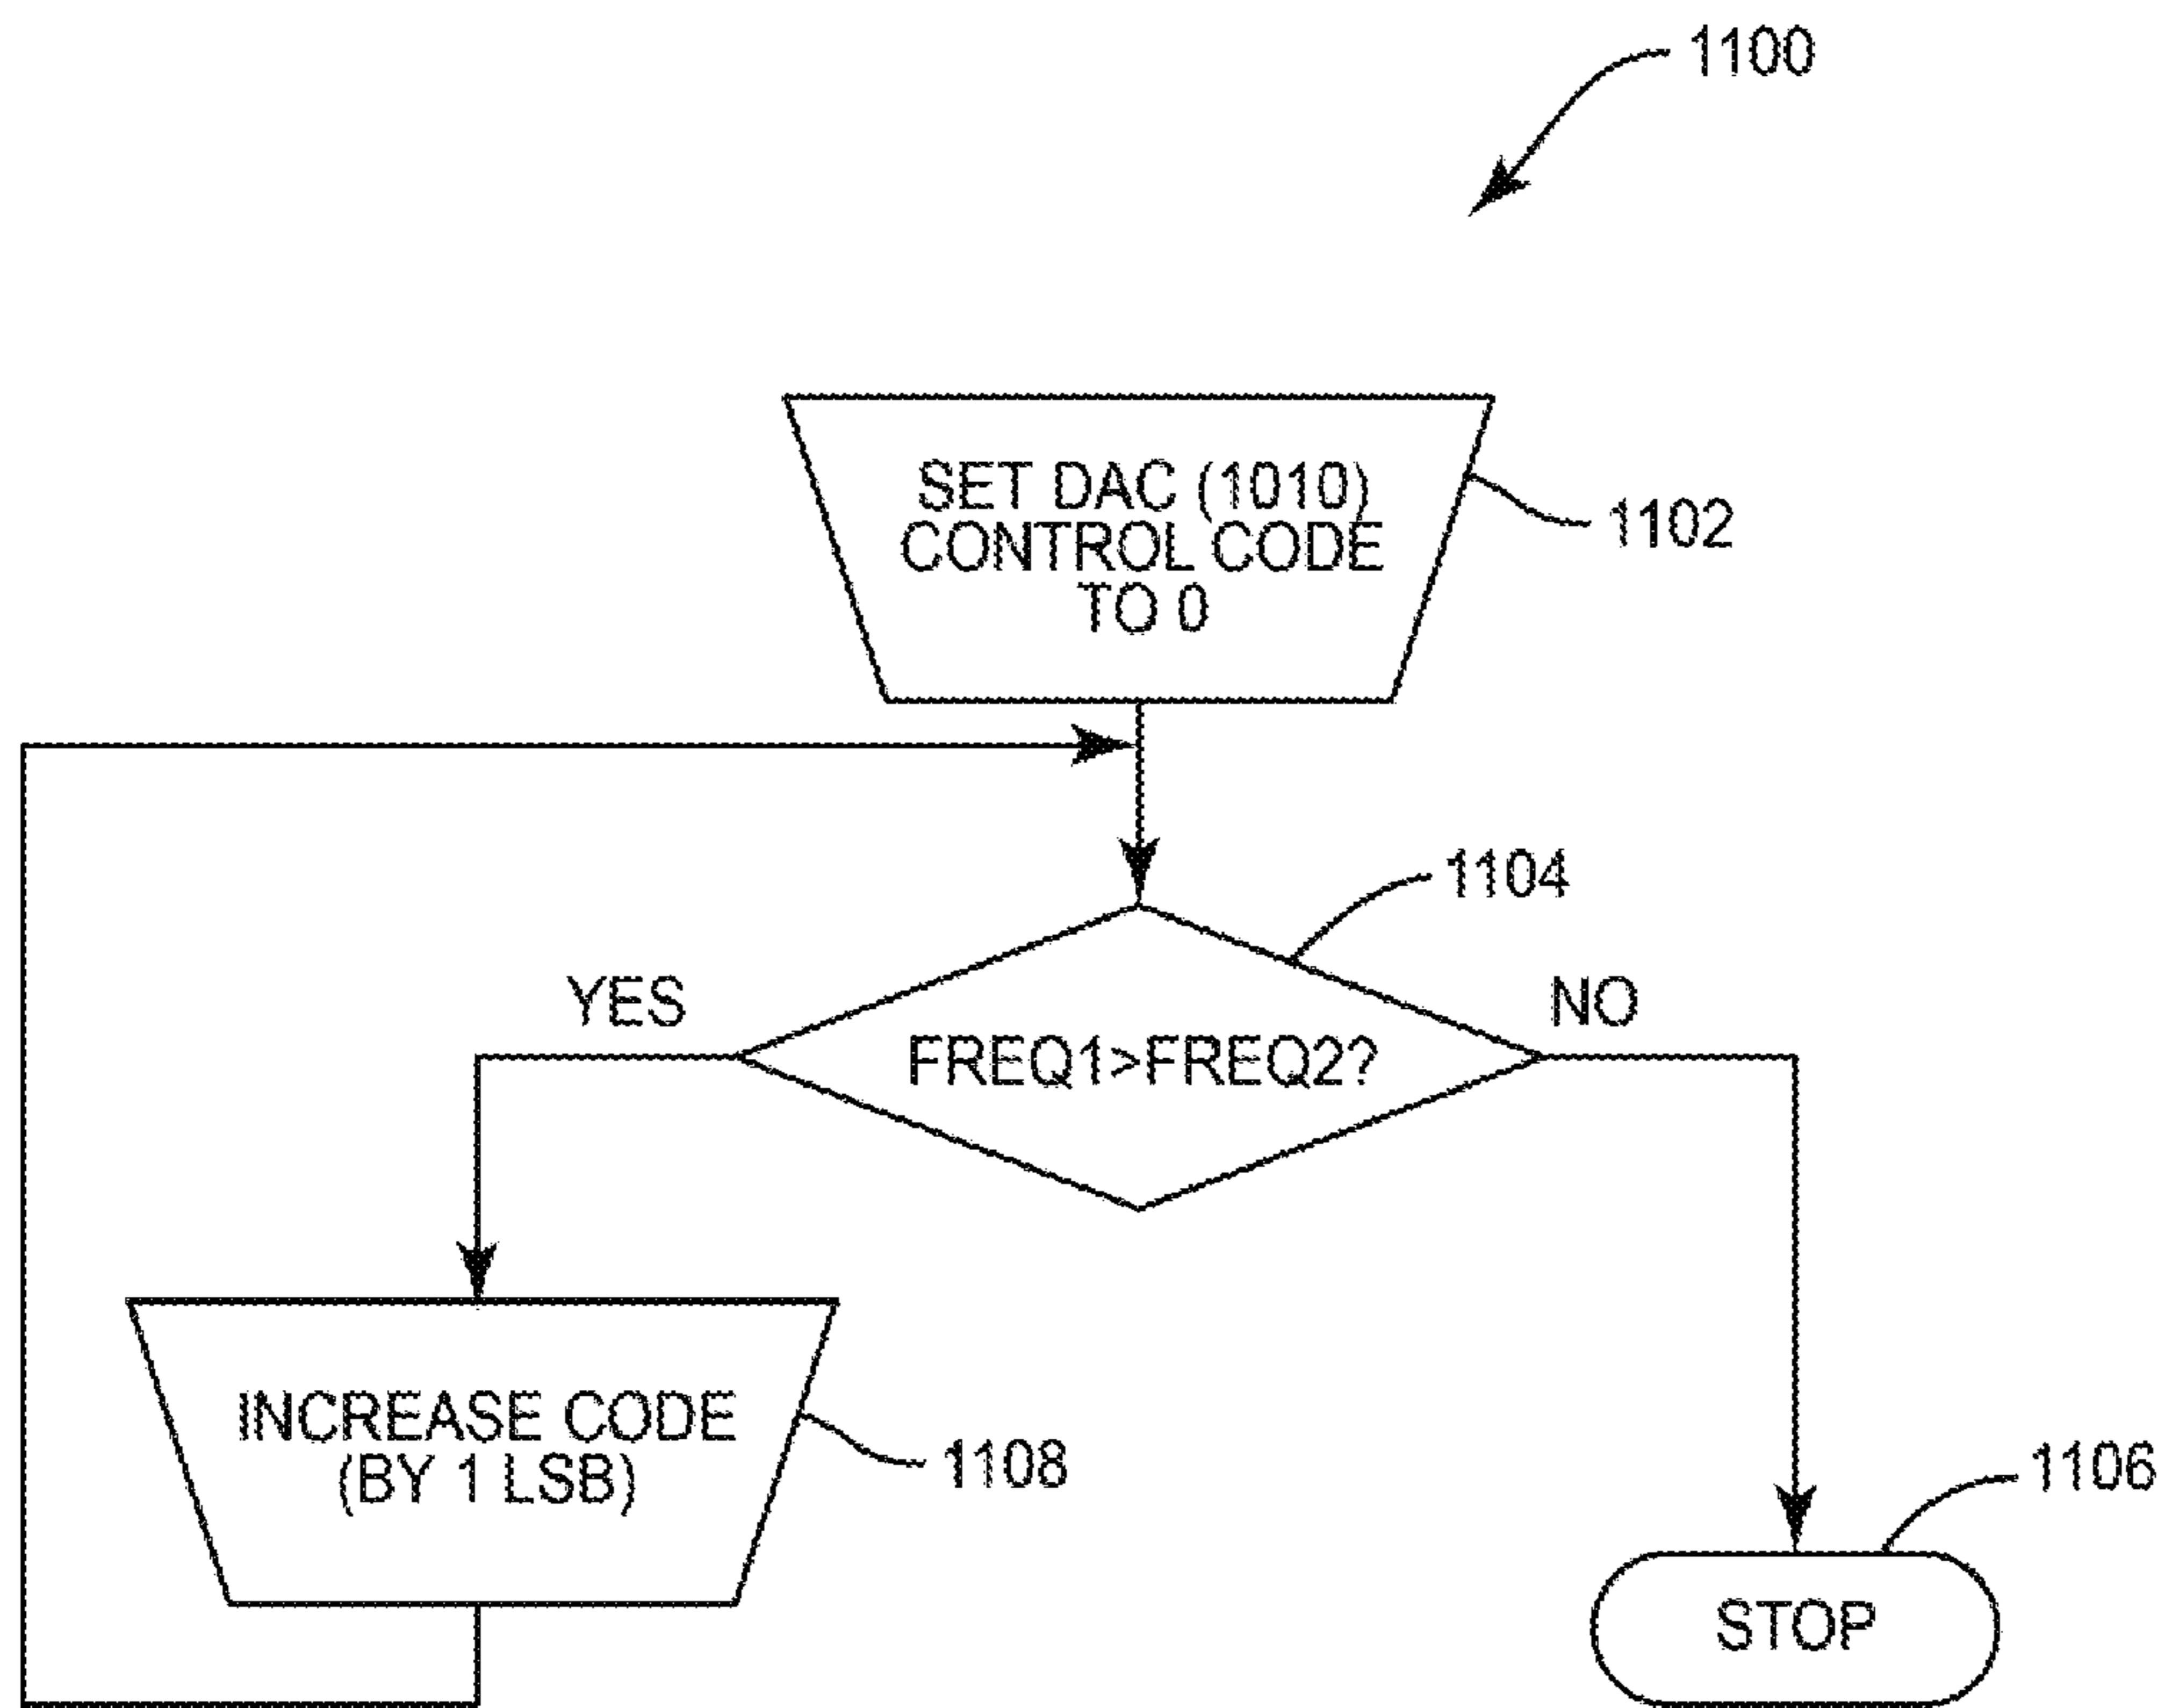 1100
SET DAC (1010)
CONTROL CODE
TO 0
1102
1104
YES
NO
FREQ1>FREQ2?
INCREASE CODE
(BY 1 LSB)
1108
1106
STOP